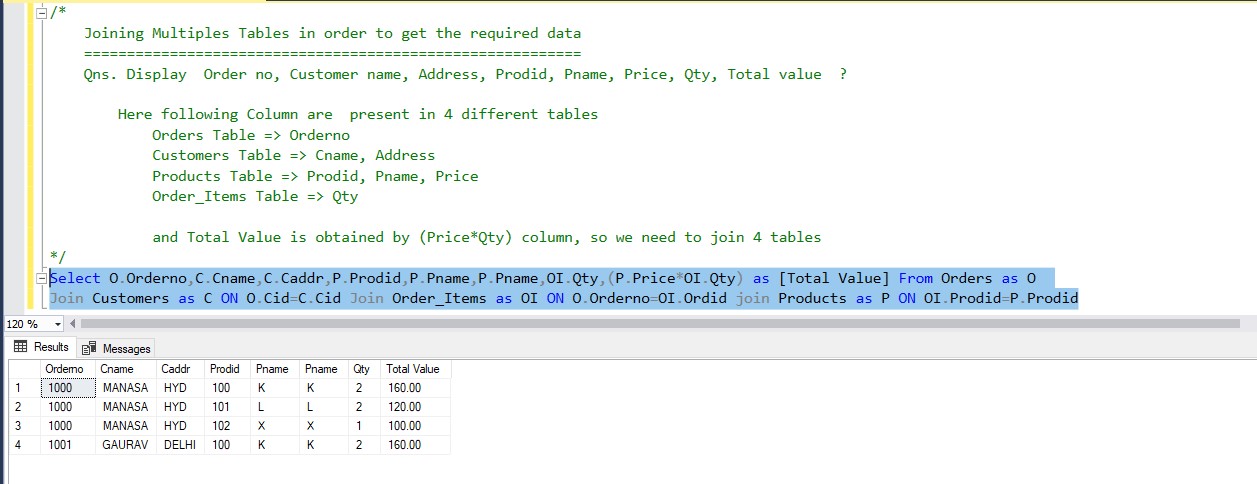 /*
Joining Multiples Tables in order to get the required data
==========================================================
Qns. Display  Order no, Customer name, Address, Prodid, Pname, Price, Qty, Total value  ?
Here following Column are  present in 4 different tables
Orders Table => Orderno
Customers Table => Cname, Address
Products Table => Prodid, Pname, Price
Order_Items Table => Qty
and Total Value is obtained by (Price*Qty) column, so we need to join 4 tables
*/
Select O.Orderno,C.Cname,C.Caddr,P.Prodid,P.Pname,P.Pname,OI.Qty,(P.Price*OI.Qty) as [Total Value] From Orders as O
Join Customers as C ON O.Cid=C.Cid Join Order_Items as OI ON O.Orderno=OI.Ordid join Products as P ON OI.Prodid=P.Prodid
120 %
Results Messages
Orderno Cname Caddr Prodid Pname Pname Qty Total Value
1 1000 MANASA HYD 100 K K 2 160.00
2 1000 MANASA HYD 101 L L 2 120.00
3 1000 MANASA HYD 102 X X 1 100.00
4 1001 GAURAV DELHI 100 K K 2 160.00